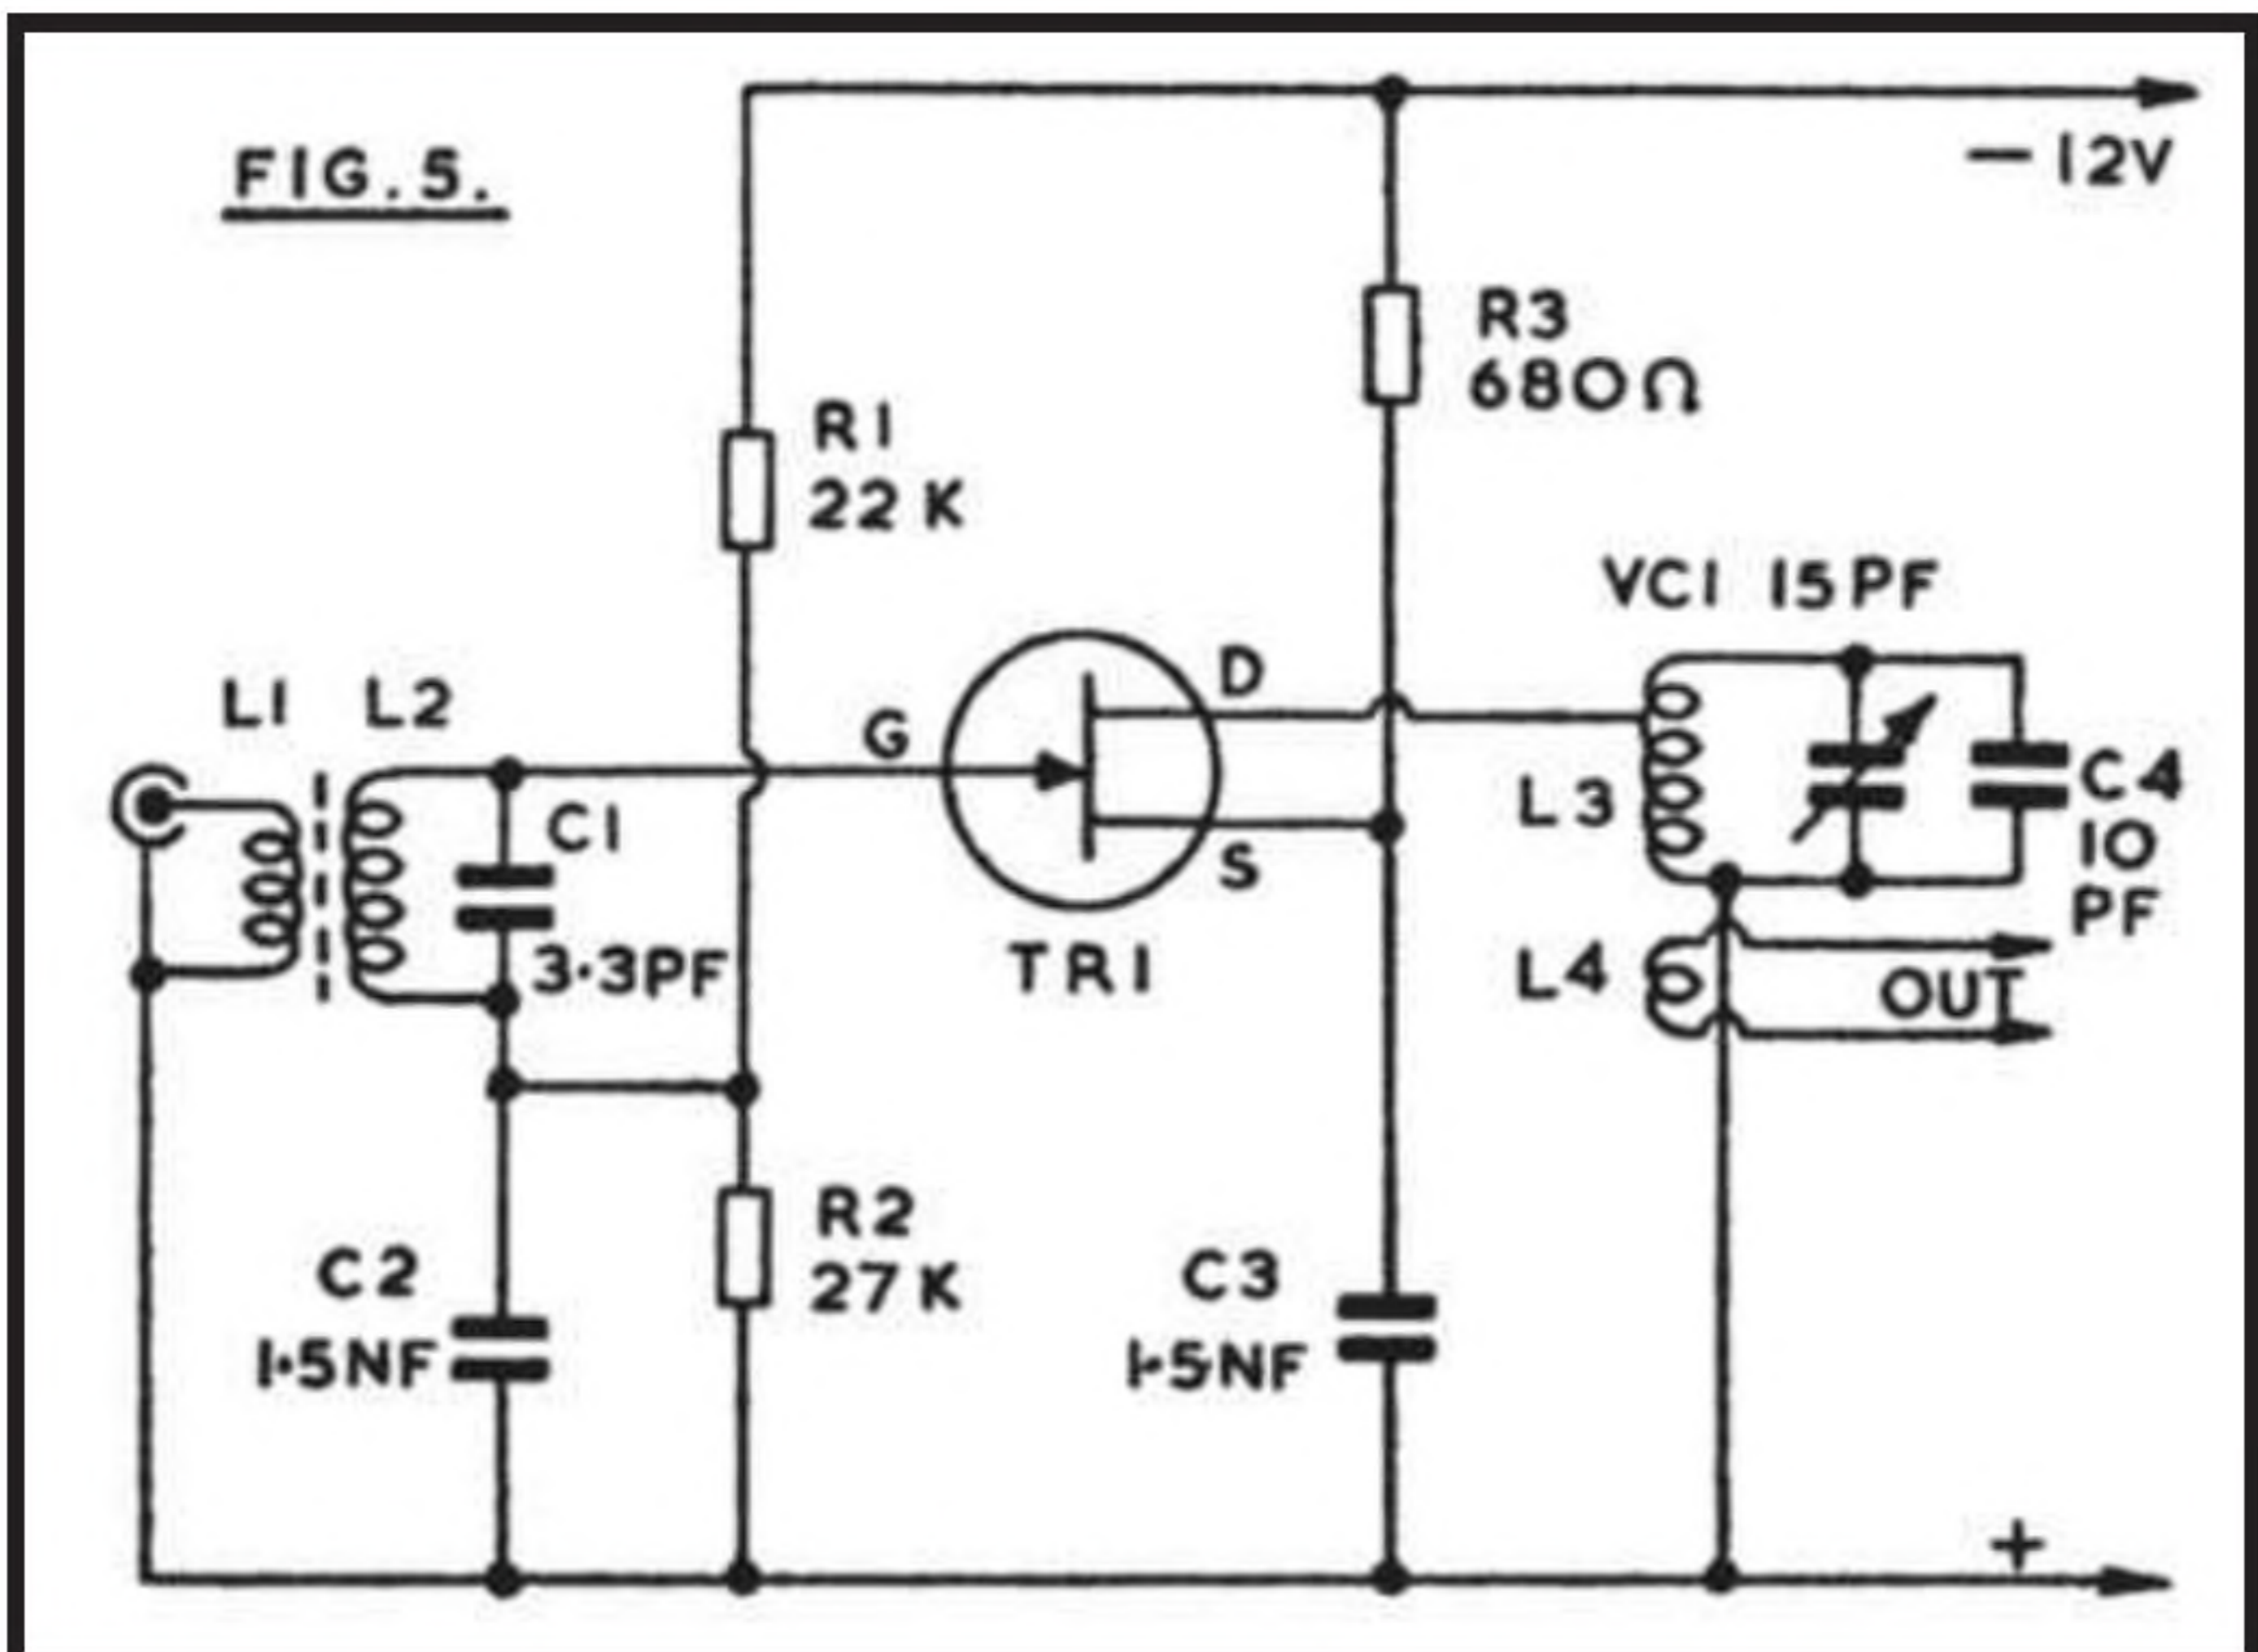 FIG.5.
−12V
R3
680Ω
R1
22K
VC1 15PF
L1 L2
G
D
S
C1
3·3PF
TR1
L3
C4
10
PF
L4
OUT
R2
27K
C2
1·5NF
C3
1·5NF
+